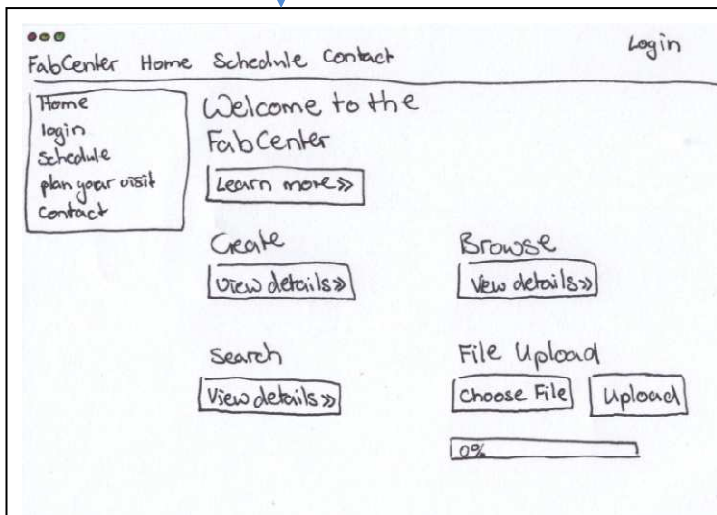 FabCenter Home Schedule Contact Login
Home
login
schedule
plan your visit
Contact
Welcome to the
FabCenter
Learn more »
Create
View details »
Browse
View details »
Search
View details »
File Upload
Choose File Upload
0%